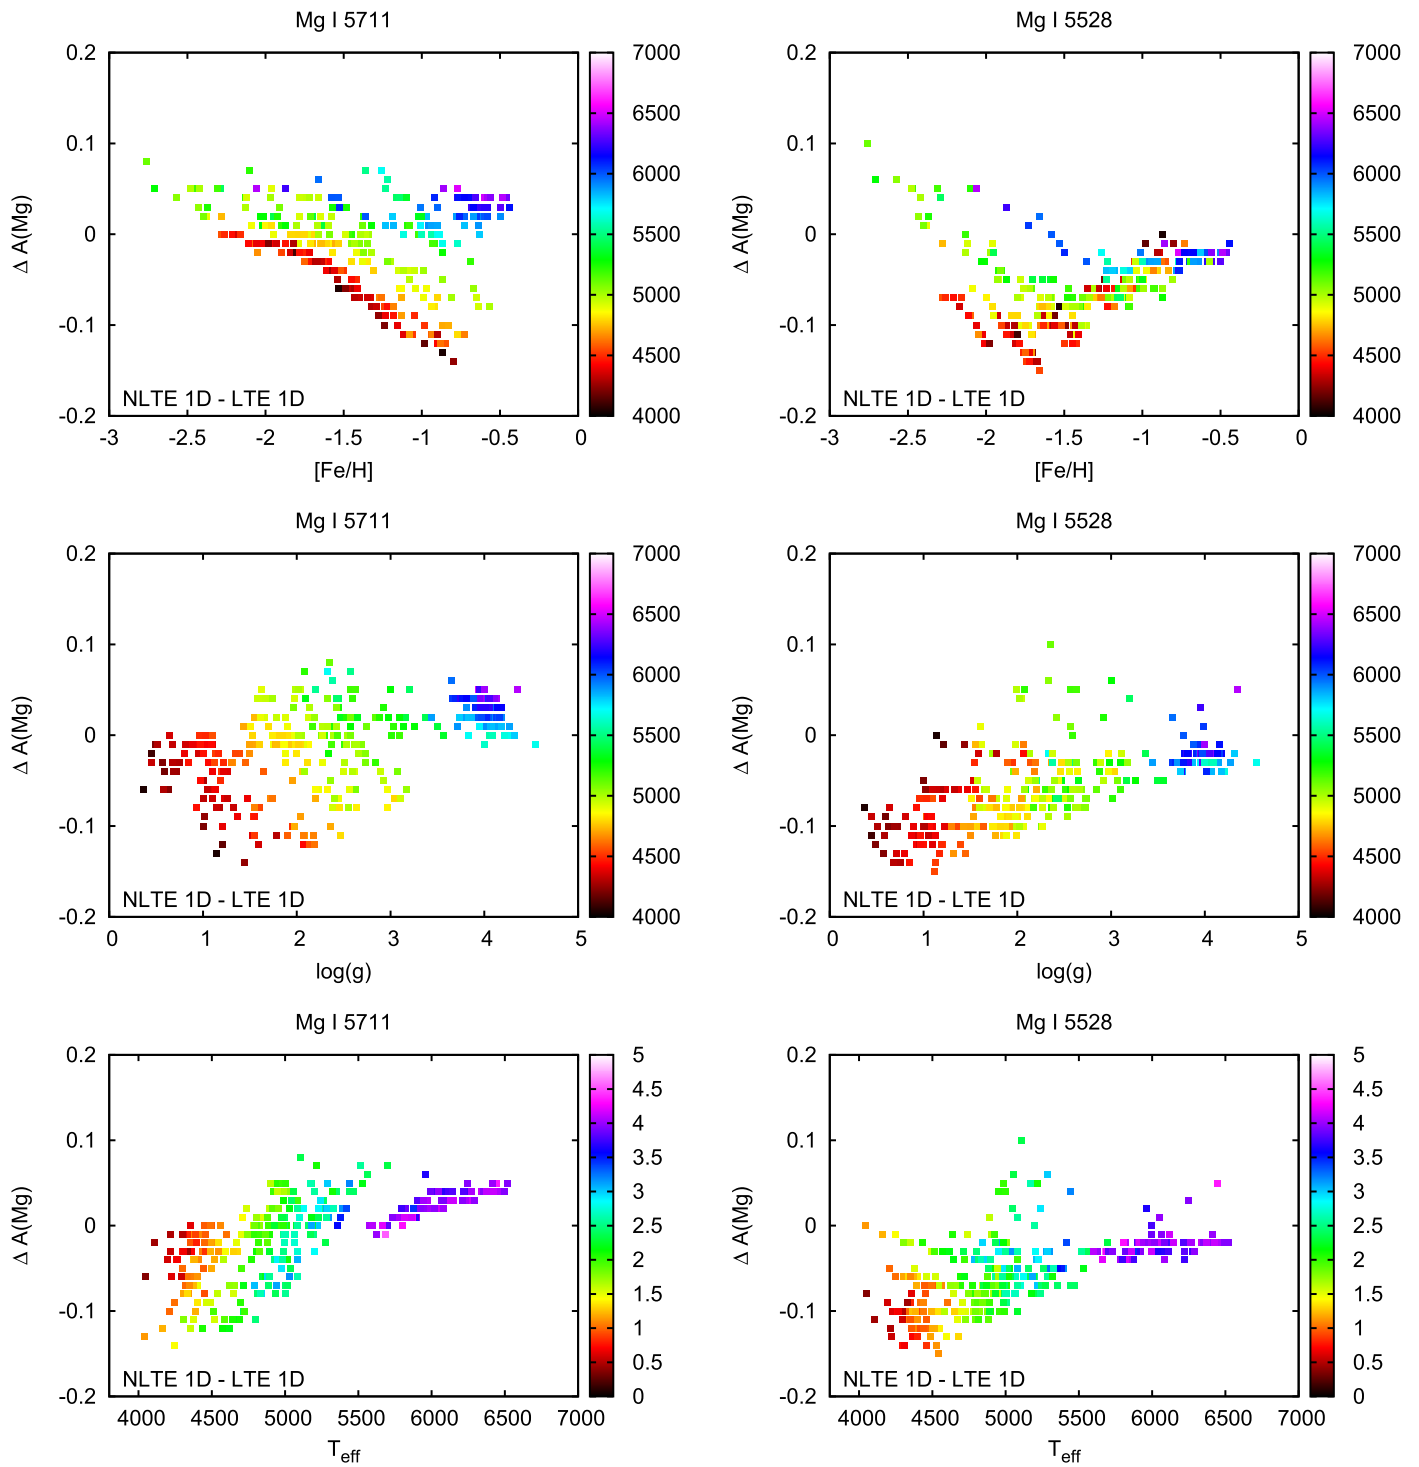 Mg I 5711
0.2
0.1
0
-0.1
-0.2
Δ A(Mg)
NLTE 1D - LTE 1D
-3 -2.5 -2 -1.5 -1 -0.5 0
[Fe/H]
7000
6500
6000
5500
5000
4500
4000
Mg I 5528
0.2
0.1
0
-0.1
-0.2
Δ A(Mg)
NLTE 1D - LTE 1D
-3 -2.5 -2 -1.5 -1 -0.5 0
[Fe/H]
7000
6500
6000
5500
5000
4500
4000
Mg I 5711
0.2
0.1
0
-0.1
-0.2
Δ A(Mg)
NLTE 1D - LTE 1D
0 1 2 3 4 5
log(g)
7000
6500
6000
5500
5000
4500
4000
Mg I 5528
0.2
0.1
0
-0.1
-0.2
Δ A(Mg)
NLTE 1D - LTE 1D
0 1 2 3 4 5
log(g)
7000
6500
6000
5500
5000
4500
4000
Mg I 5711
0.2
0.1
0
-0.1
-0.2
Δ A(Mg)
NLTE 1D - LTE 1D
4000 4500 5000 5500 6000 6500 7000
Teff
5
4.5
4
3.5
3
2.5
2
1.5
1
0.5
0
Mg I 5528
0.2
0.1
0
-0.1
-0.2
Δ A(Mg)
NLTE 1D - LTE 1D
4000 4500 5000 5500 6000 6500 7000
Teff
5
4.5
4
3.5
3
2.5
2
1.5
1
0.5
0